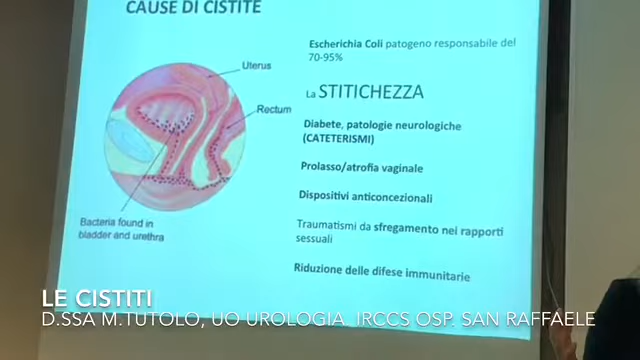 CAUSE DI CISTITE
Escherichia Coli patogeno responsabile del
70-95%
Uterus
La STITICHEZZA
Rectum
Diabete, patologie neurologiche
(CATETERISMI)
Prolasso/atrofia vaginale
Dispositivi anticoncezionali
Bacteria found in
bladder and urethra
Traumatismi da sfregamento nei rapporti
sessuali
Riduzione delle difese immunitarie
LE CISTITI
D.SSA M.TUTOLO, UO UROLOGIA IRCCS OSP. SAN RAFFAELE